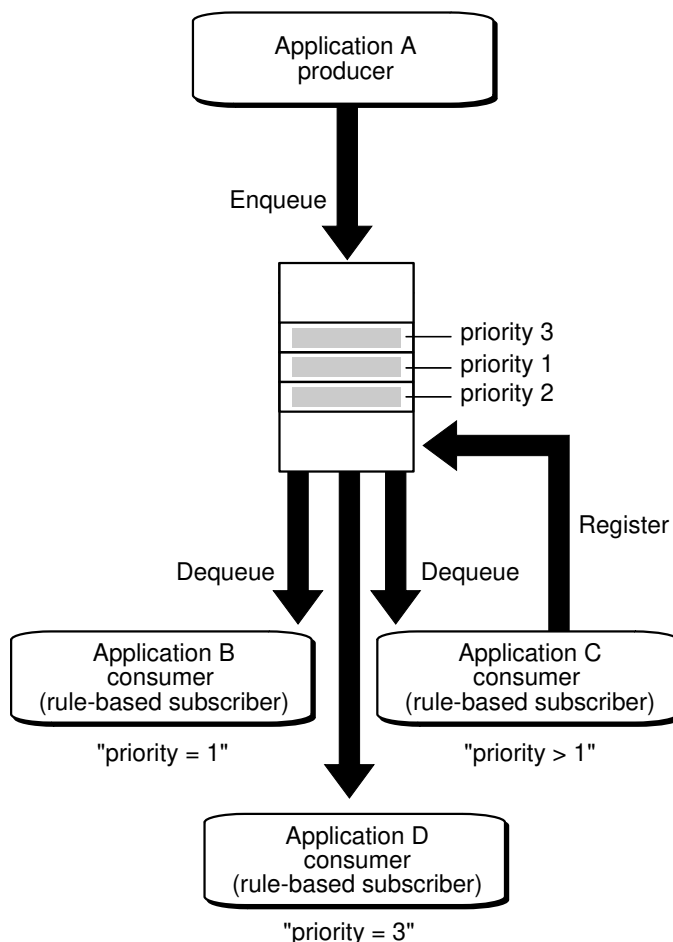 Application A
producer
Enqueue
priority 3
priority 1
priority 2
Register
Dequeue
Dequeue
Application B
consumer
(rule-based subscriber)
"priority = 1"
Application C
consumer
(rule-based subscriber)
"priority > 1"
Application D
consumer
(rule-based subscriber)
"priority = 3"